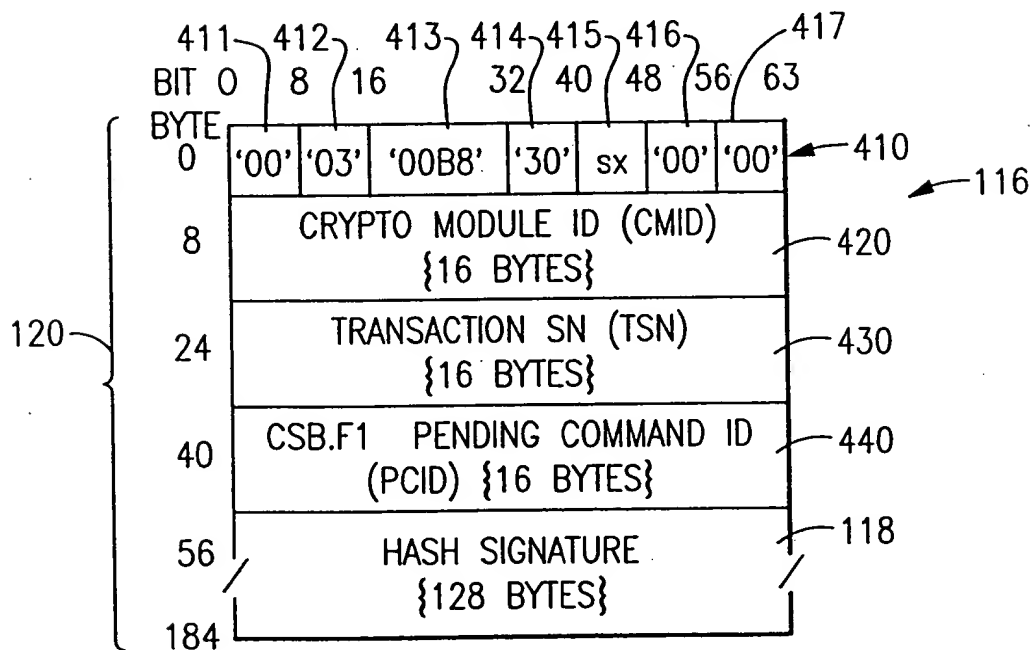 411 412 413 414 415 416 417
BIT 0 8 16 32 40 48 56 63
BYTE
0 '00' '03' '00B8' '30' sx '00' '00' 410
116
8 CRYPTO MODULE ID (CMID) 420
{16 BYTES}
120 24 TRANSACTION SN (TSN) 430
{16 BYTES}
40 CSB.F1 PENDING COMMAND ID 440
(PCID) {16 BYTES}
56 HASH SIGNATURE 118
{128 BYTES}
184